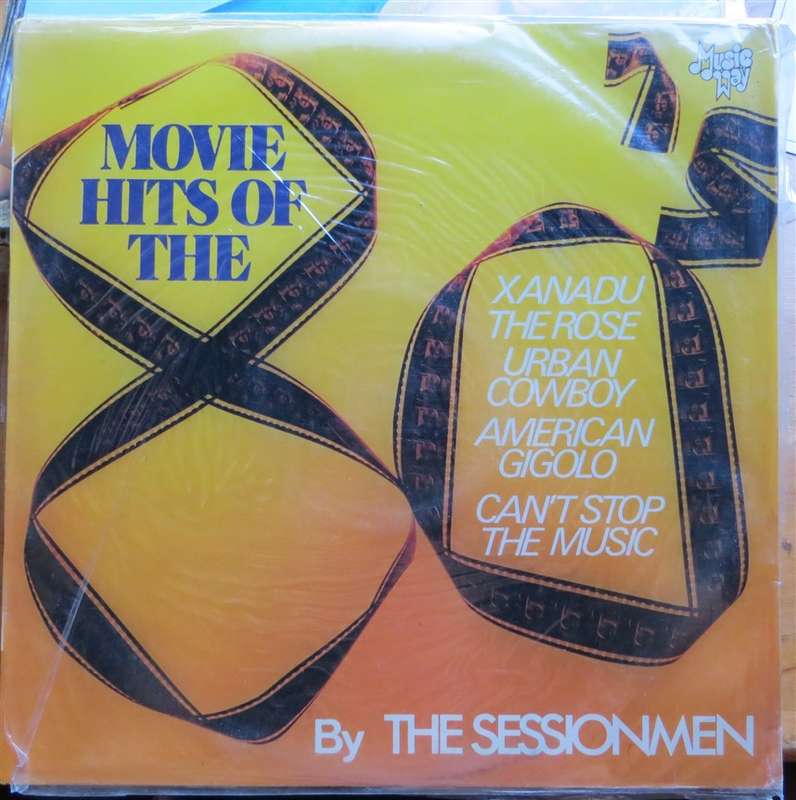 Music
Way
MOVIE
HITS OF
THE
80's
XANADU
THE ROSE
URBAN
COWBOY
AMERICAN
GIGOLO
CAN'T STOP
THE MUSIC
By THE SESSIONMEN